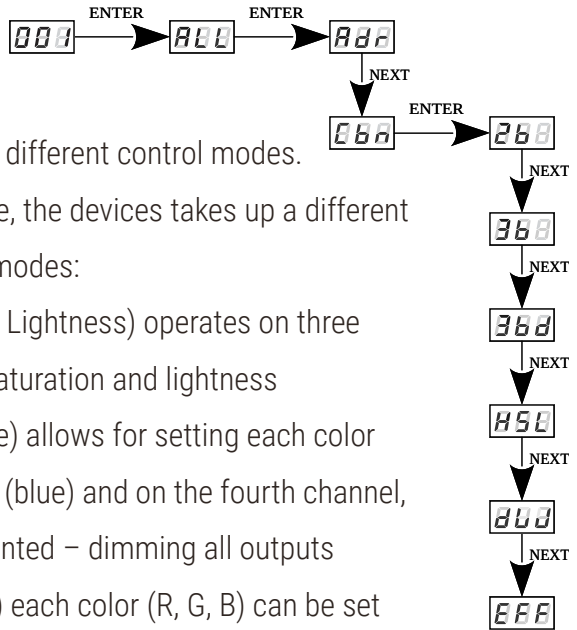 ENTER ENTER
001 ALL Adr
NEXT
ENTER
Cbn 2b
different control modes.
NEXT
e, the devices takes up a different
3b
modes:
NEXT
Lightness) operates on three
3bd
aturation and lightness
NEXT
e) allows for setting each color
HSL
NEXT
(blue) and on the fourth channel,
dUJ
nted – dimming all outputs
NEXT
) each color (R, G, B) can be set
EFF